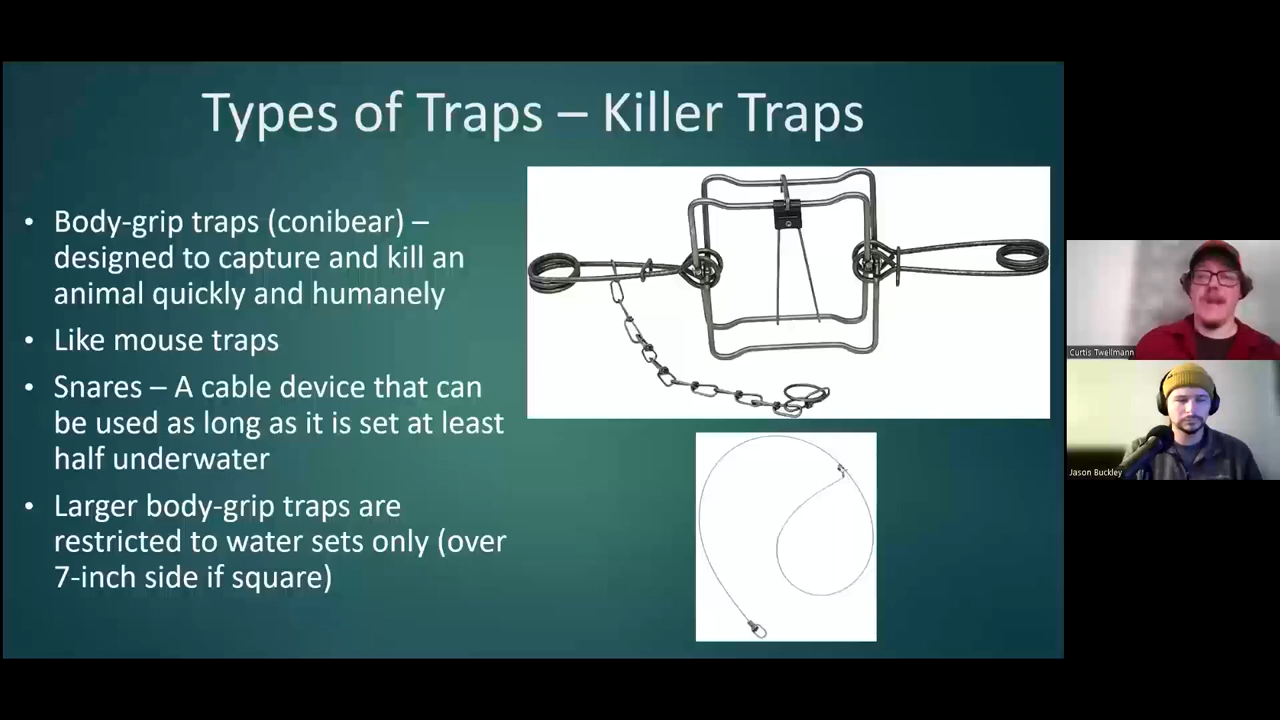 Types of Traps – Killer Traps
• Body-grip traps (conibear) –
designed to capture and kill an
animal quickly and humanely
• Like mouse traps
• Snares – A cable device that can
be used as long as it is set at least
half underwater
• Larger body-grip traps are
restricted to water sets only (over
7-inch side if square)
Curtis Twellmann
Jason Buckley